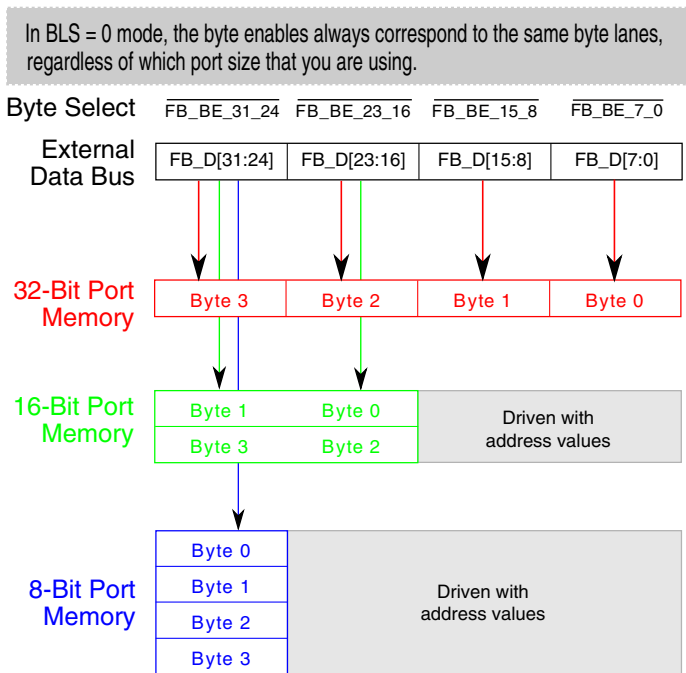 In BLS = 0 mode, the byte enables always correspond to the same byte lanes,
regardless of which port size that you are using.
Byte Select FB_BE_31_24 FB_BE_23_16 FB_BE_15_8 FB_BE_7_0
External
Data Bus
FB_D[31:24] FB_D[23:16] FB_D[15:8] FB_D[7:0]
32-Bit Port
Memory
Byte 3 Byte 2 Byte 1 Byte 0
16-Bit Port
Memory
Byte 1 Byte 0
Byte 3 Byte 2
Driven with
address values
8-Bit Port
Memory
Byte 0
Byte 1
Byte 2
Byte 3
Driven with
address values